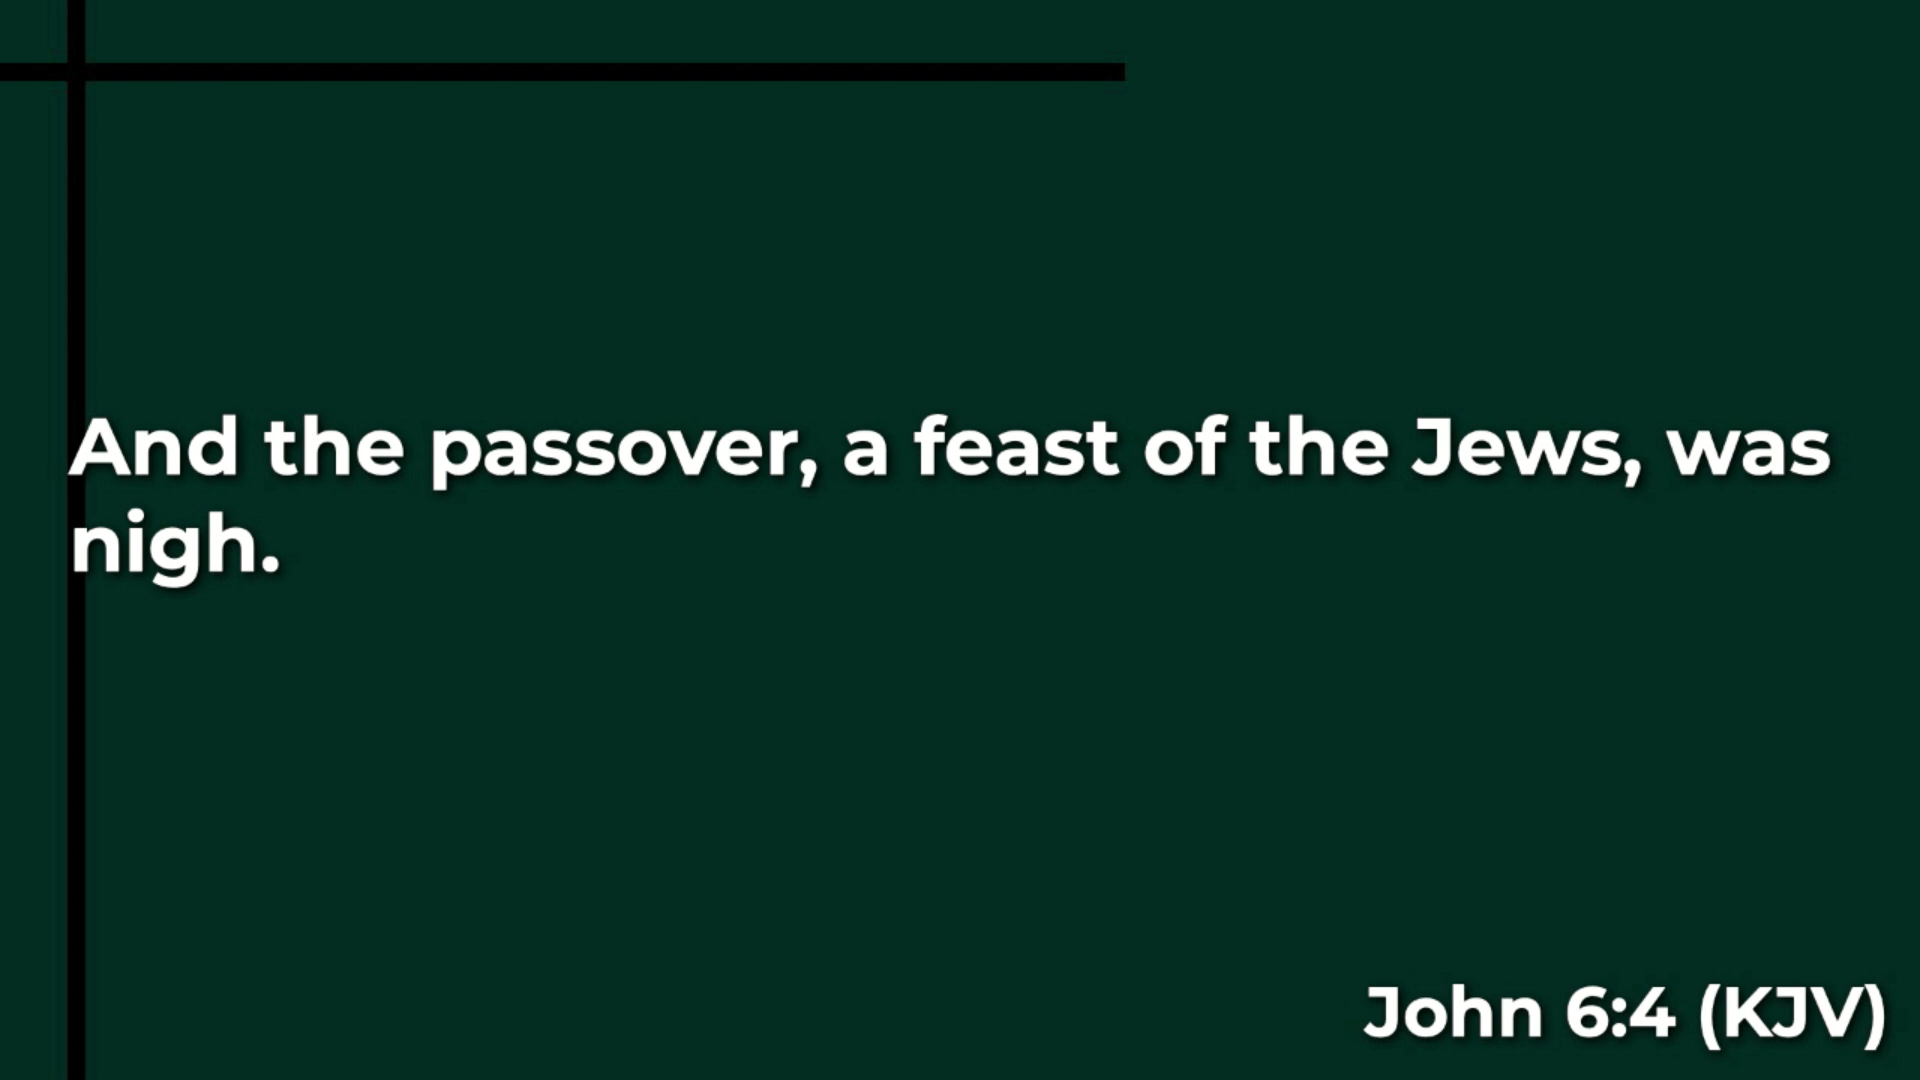 And the passover, a feast of the Jews, was
nigh.
John 6:4 (KJV)